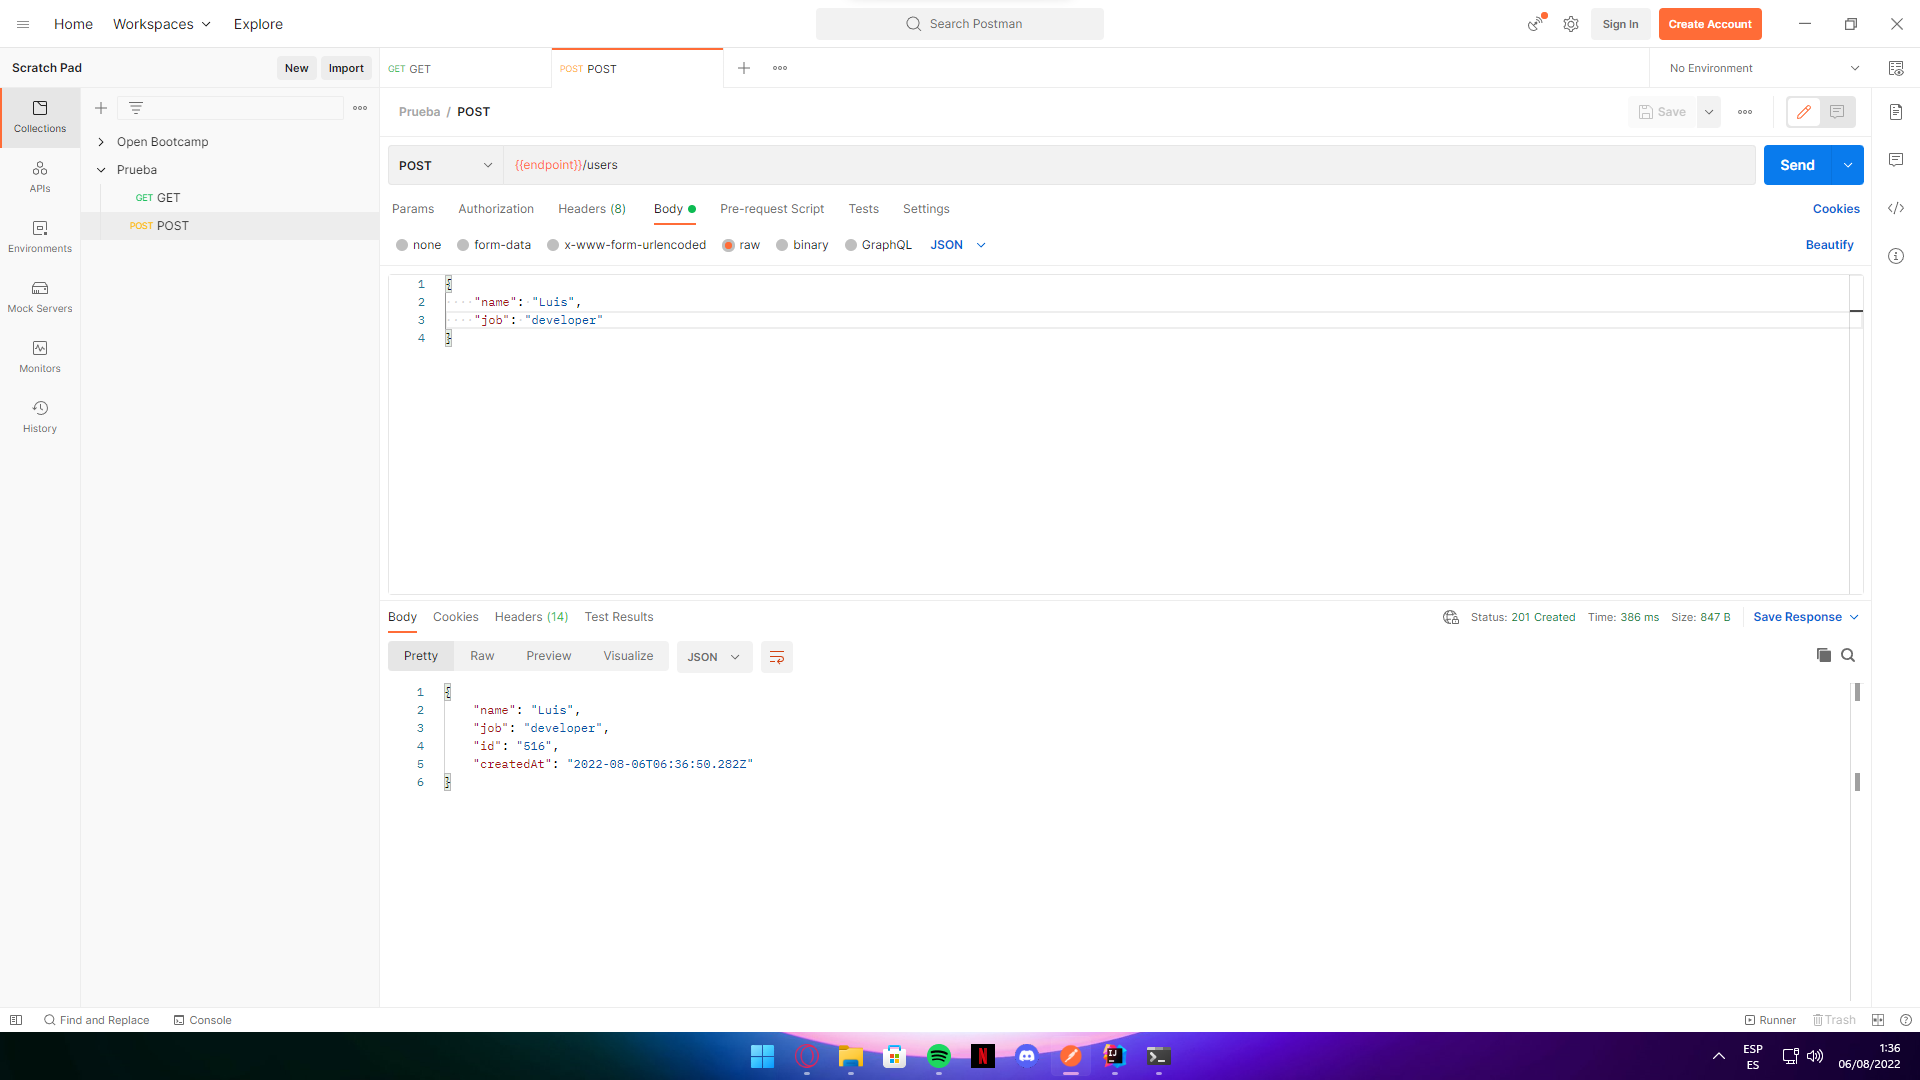 Home Workspaces Explore Search Postman Sign In Create Account
Scratch Pad New Import GET GET POST POST No Environment
Collections
APIs
Environments
Mock Servers
Monitors
History
Open Bootcamp
Prueba
GET GET
POST POST
Prueba / POST Save
POST {{endpoint}}/users Send
Params Authorization Headers (8) Body Pre-request Script Tests Settings Cookies
none form-data x-www-form-urlencoded raw binary GraphQL JSON Beautify
1 {
2 "name": "Luis",
3 "job": "developer"
4 }
Body Cookies Headers (14) Test Results Status: 201 Created Time: 386 ms Size: 847 B Save Response
Pretty Raw Preview Visualize JSON
1 {
2 "name": "Luis",
3 "job": "developer",
4 "id": "516",
5 "createdAt": "2022-08-06T06:36:50.282Z"
6 }
Find and Replace Console Runner Trash
N IJ
ESP
ES
1:36
06/08/2022